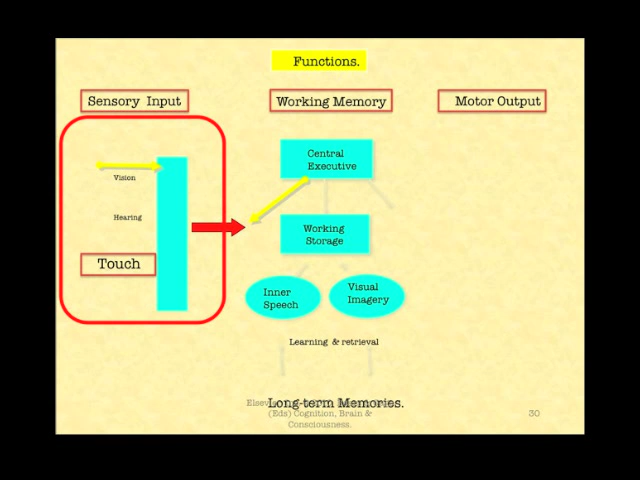 Functions.
Sensory Input
Working Memory
Motor Output
Central
Executive
Vision
Hearing
Working
Storage
Touch
Inner
Speech
Visual
Imagery
Learning & retrieval
Long-term Memories.
(Eds) Cognition, Brain &
Consciousness.
30